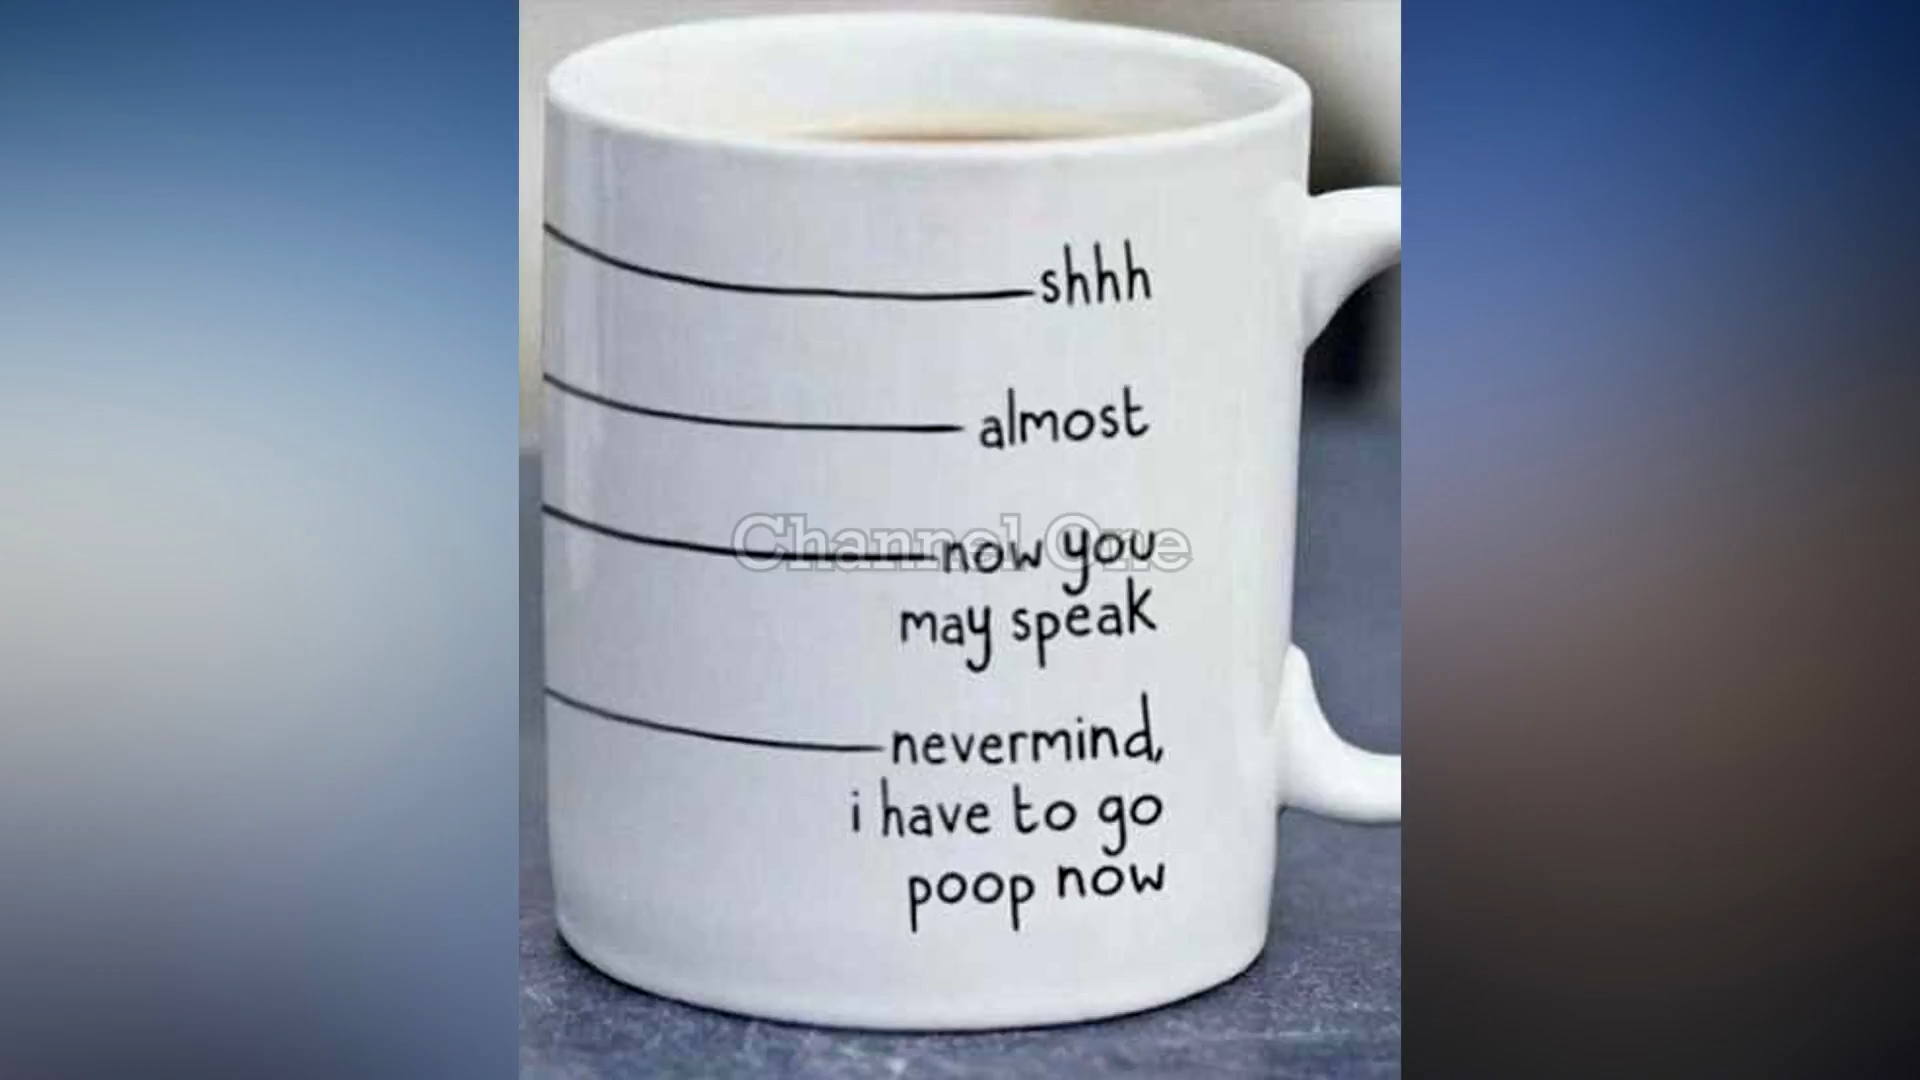 shhh
almost
Channel One
now you
may speak
nevermind,
i have to go
poop now